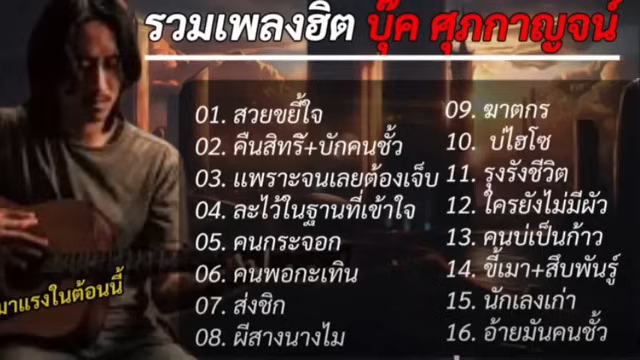 รวมเพลงฮิต บุ๊ค ศุภกาญจน์
01. สวยขยี้ใจ
02. คืนสิทธิ์+บักคนชั้ว
03. แพราะจนเลยต้องเจ็บ
04. ละไว้ในฐานที่เข้าใจ
05. คนกระจอก
06. คนพอกะเทิน
07. ส่งซิก
08. ผีสางนางไม
09. ฆาตกร
10. บ่ไฮโซ
11. รุงรังชีวิต
12. ใครยังไม่มีผัว
13. คนบ่เป็นก้าว
14. ขี้เมา+สืบพันธุ์
15. นักเลงเก่า
16. อ้ายมันคนชั้ว
มาแรงในต้อนนี้